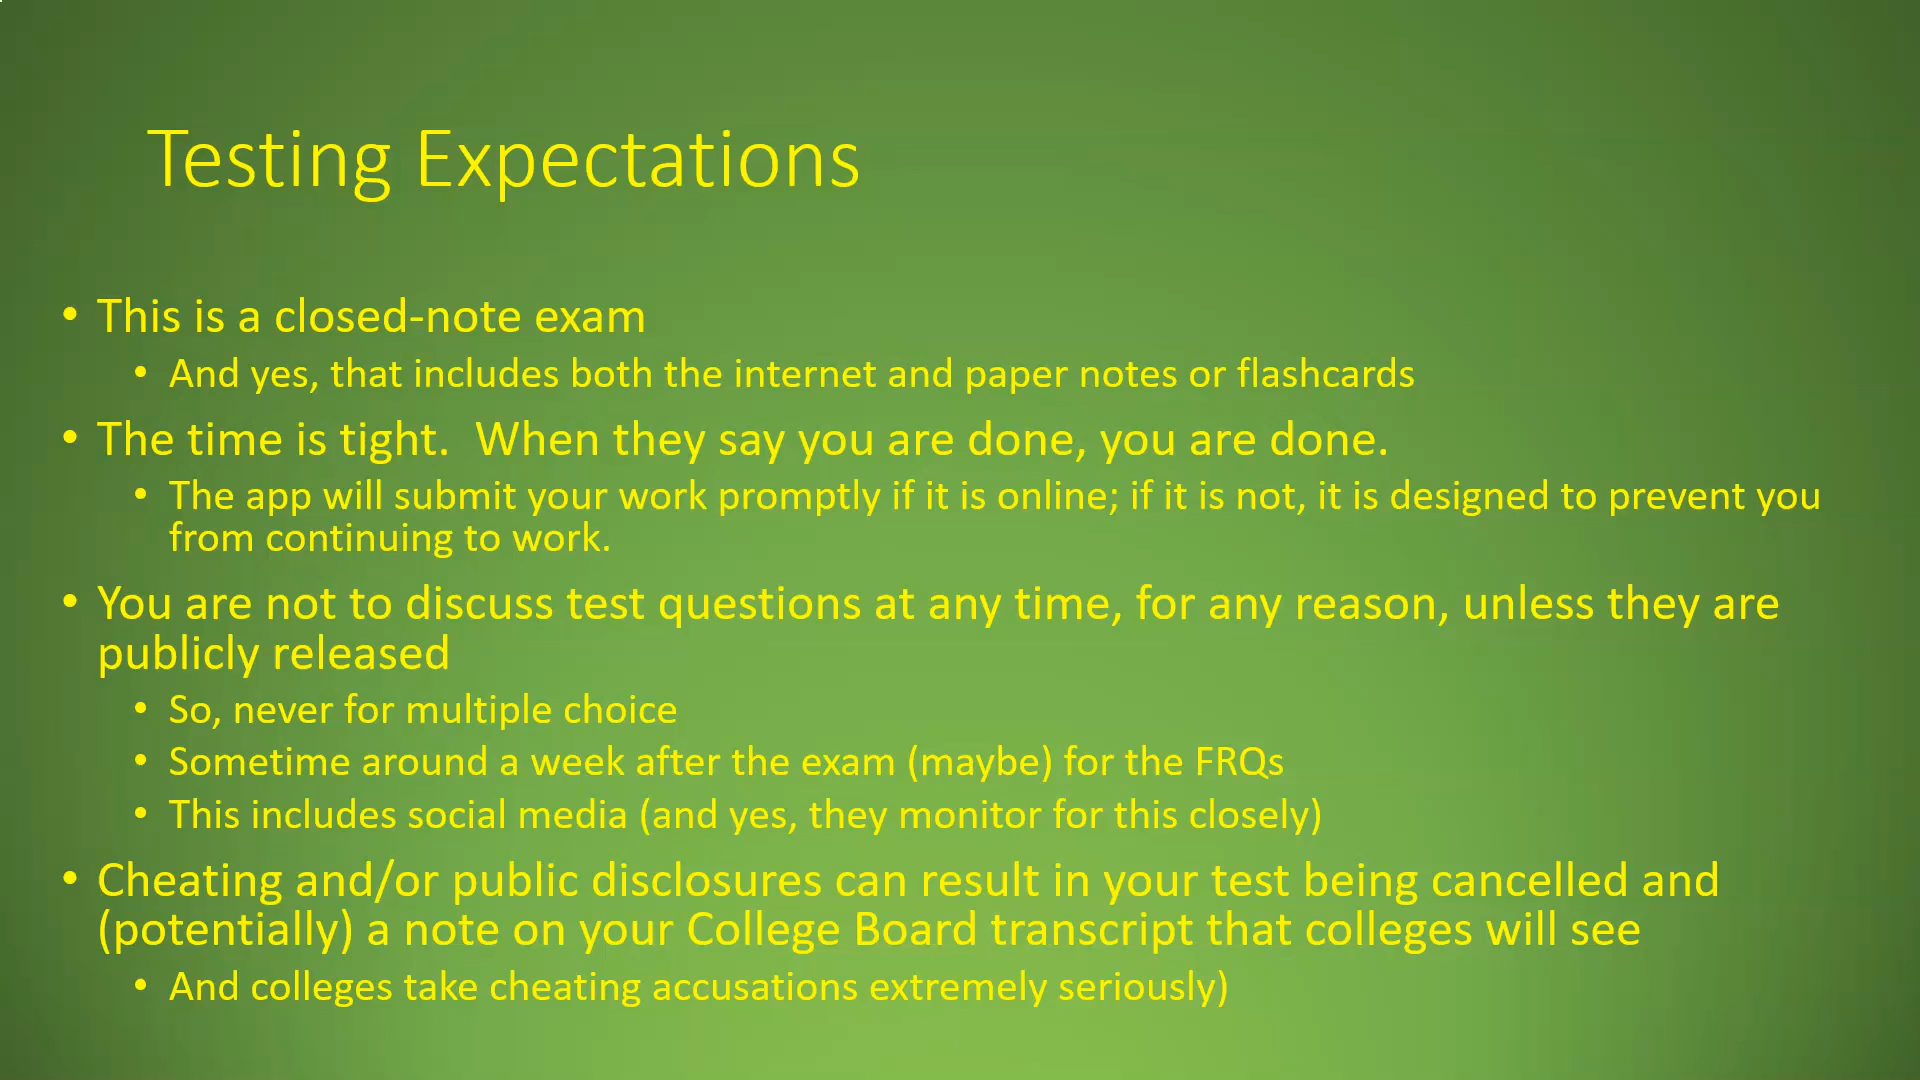 Testing Expectations
• This is a closed-note exam
• And yes, that includes both the internet and paper notes or flashcards
• The time is tight.  When they say you are done, you are done.
• The app will submit your work promptly if it is online; if it is not, it is designed to prevent you
from continuing to work.
• You are not to discuss test questions at any time, for any reason, unless they are
publicly released
• So, never for multiple choice
• Sometime around a week after the exam (maybe) for the FRQs
• This includes social media (and yes, they monitor for this closely)
• Cheating and/or public disclosures can result in your test being cancelled and
(potentially) a note on your College Board transcript that colleges will see
• And colleges take cheating accusations extremely seriously)